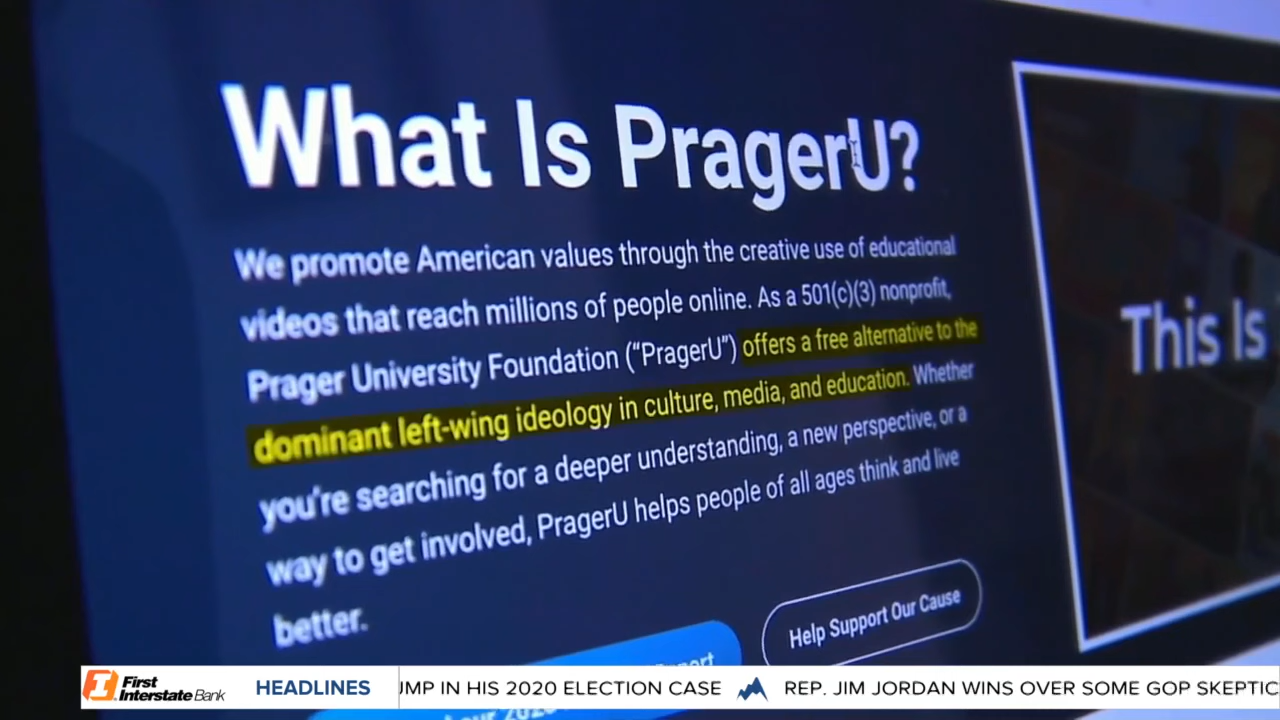 What Is PragerU?
We promote American values through the creative use of educational
videos that reach millions of people online. As a 501(c)(3) nonprofit,
Prager University Foundation (“PragerU”) offers a free alternative to the
dominant left-wing ideology in culture, media, and education. Whether
you're searching for a deeper understanding, a new perspective, or a
way to get involved, PragerU helps people of all ages think and live
better.
This Is
Help Support Our Cause
First
Interstate Bank
HEADLINES
UMP IN HIS 2020 ELECTION CASE
REP. JIM JORDAN WINS OVER SOME GOP SKEPTIC